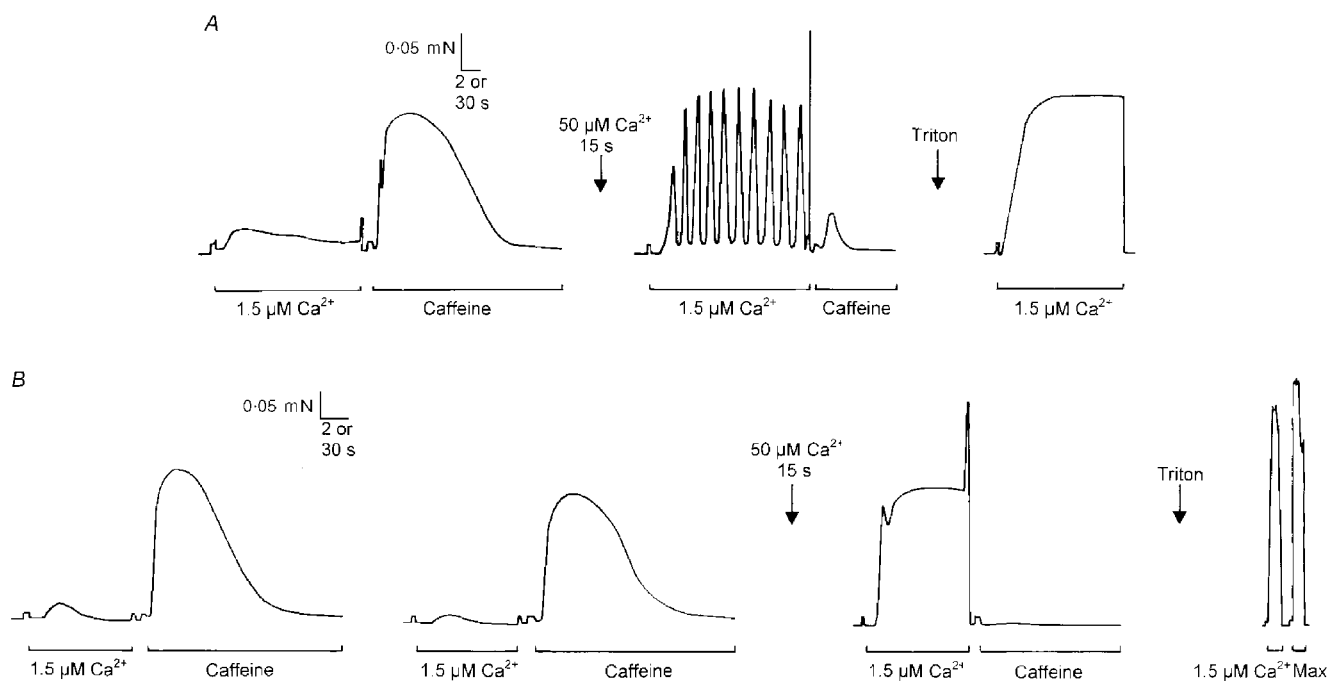 A
0·05 mN
2 or
30 s
50 µM Ca²⁺
15 s
Triton
1.5 µM Ca²⁺
Caffeine
1.5 µM Ca²⁺
Caffeine
1.5 µM Ca²⁺
B
0·05 mN
2 or
30 s
50 µM Ca²⁺
15 s
Triton
1.5 µM Ca²⁺
Caffeine
1.5 µM Ca²⁺
Caffeine
1.5 µM Ca²⁺
Caffeine
1.5 µM Ca²⁺ Max